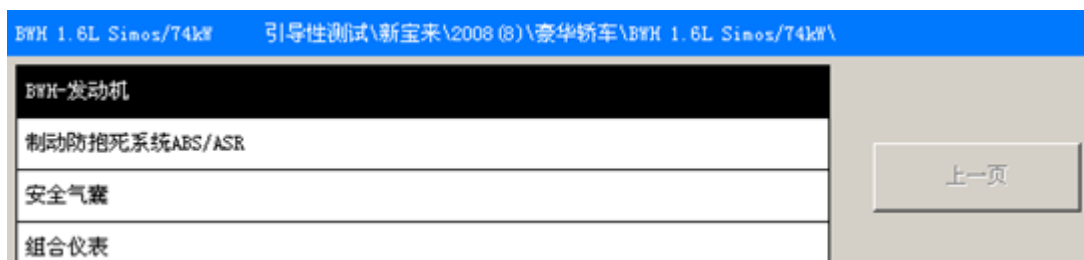 BWH 1.6L Simos/74kW 引导性测试\新宝来\2008(8)\豪华轿车\BWH 1.6L Simos/74kW\
BWH-发动机
制动防抱死系统ABS/ASR
安全气囊
上一页
组合仪表